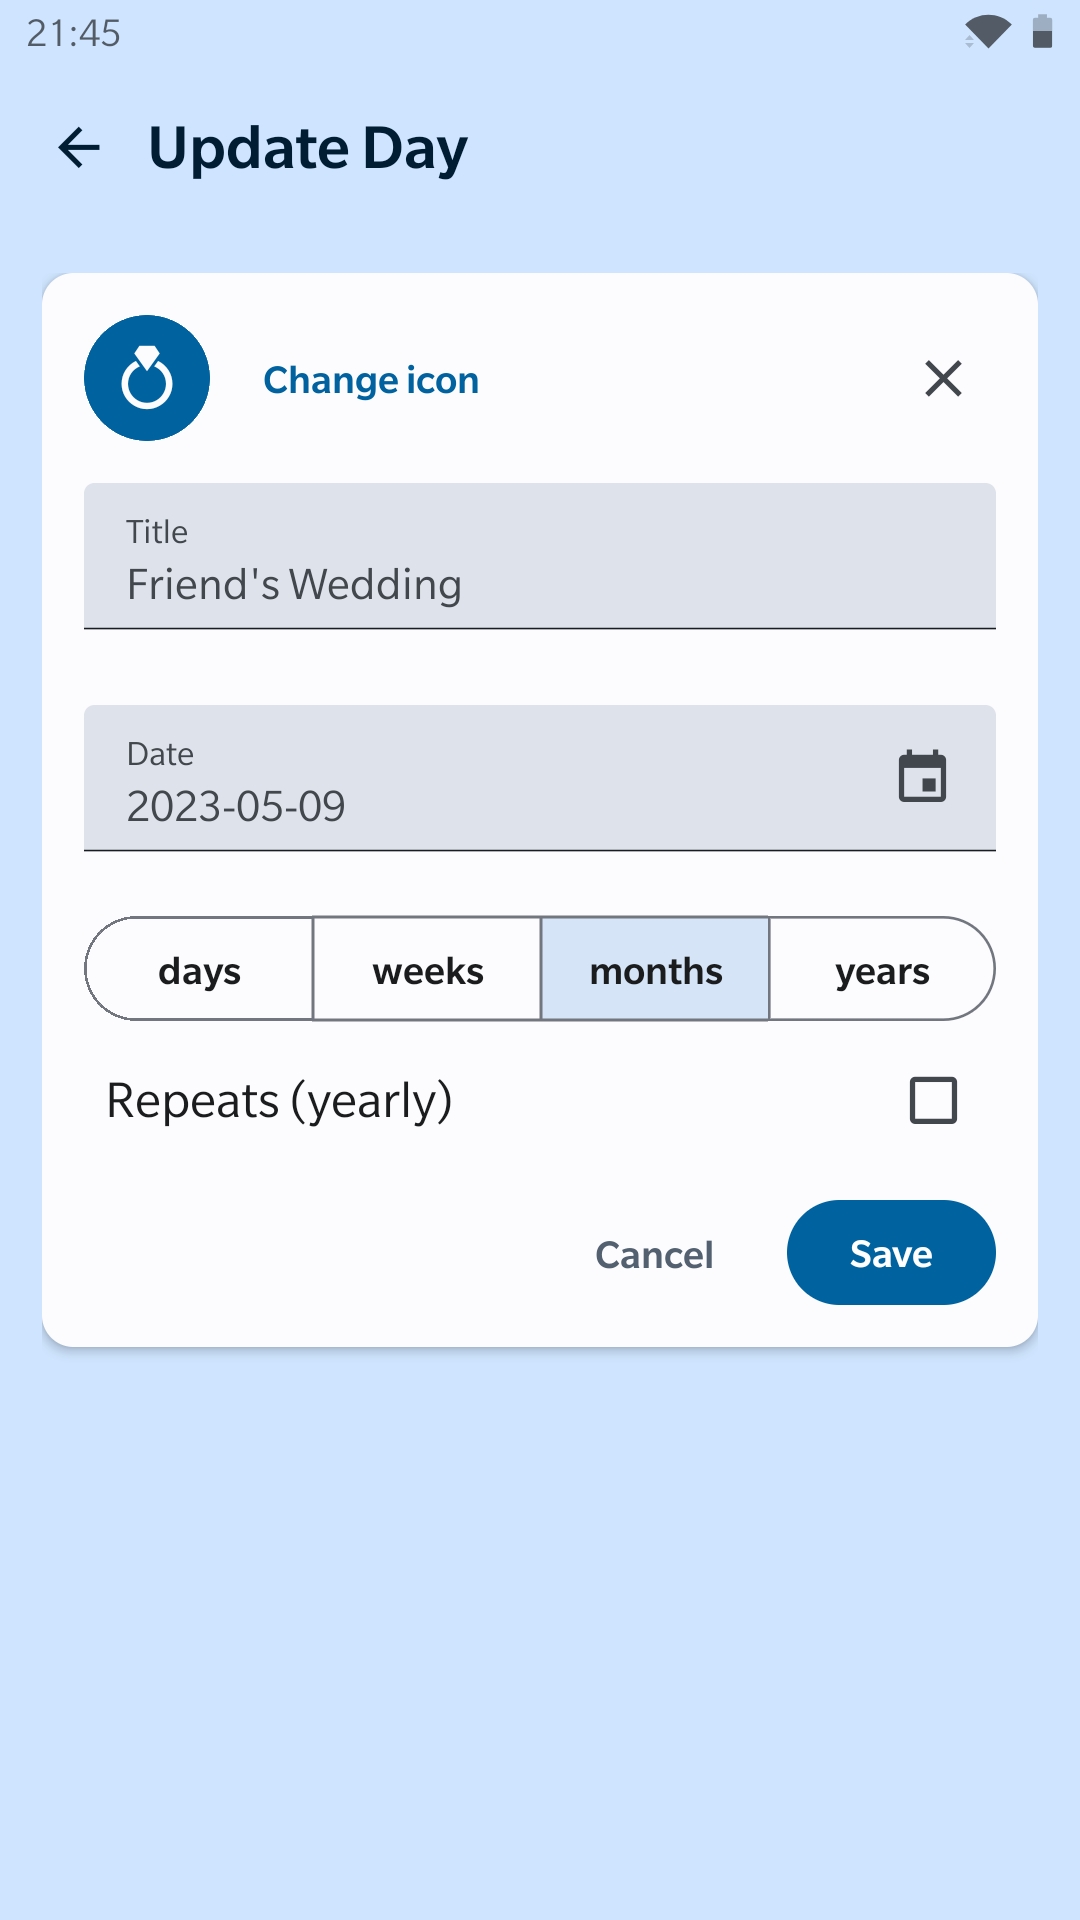 21:45
Update Day
Change icon
Title
Friend's Wedding
Date
2023-05-09
days weeks months years
Repeats (yearly)
Cancel Save